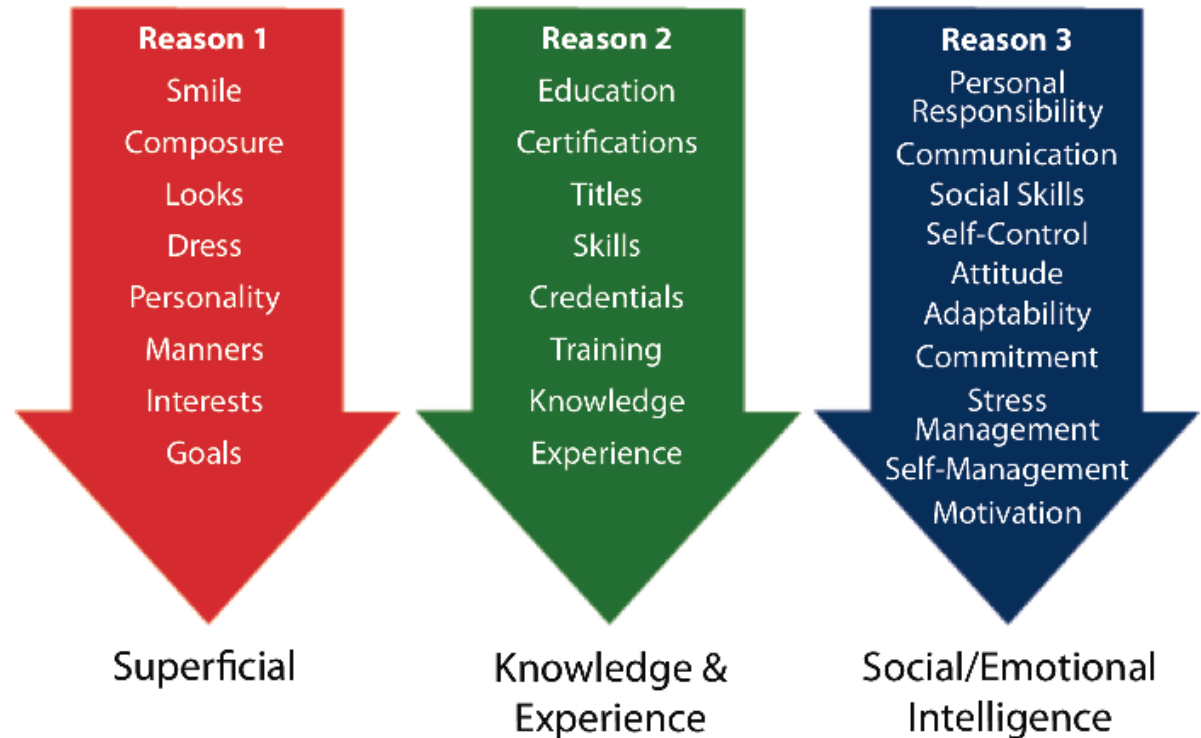 Reason 1
Smile
Composure
Looks
Dress
Personality
Manners
Interests
Goals
Superficial
Reason 2
Education
Certifications
Titles
Skills
Credentials
Training
Knowledge
Experience
Knowledge &
Experience
Reason 3
Personal
Responsibility
Communication
Social Skills
Self-Control
Attitude
Adaptability
Commitment
Stress
Management
Self-Management
Motivation
Social/Emotional
Intelligence